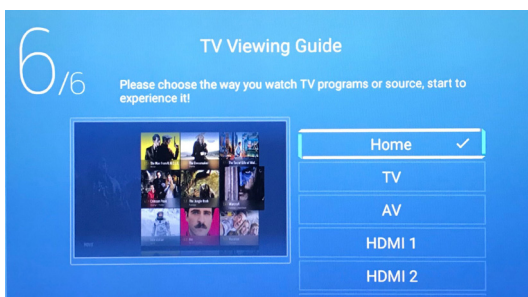 6/6
TV Viewing Guide
Please choose the way you watch TV programs or source, start to
experience it!
Home
TV
AV
HDMI 1
HDMI 2